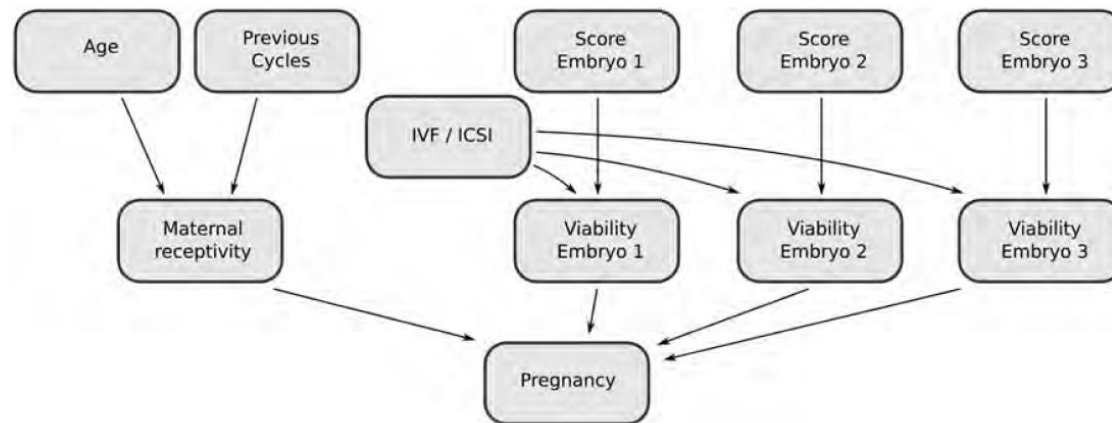 Age
Previous
Cycles
Score
Embryo 1
Score
Embryo 2
Score
Embryo 3
IVF / ICSI
Maternal
receptivity
Viability
Embryo 1
Viability
Embryo 2
Viability
Embryo 3
Pregnancy